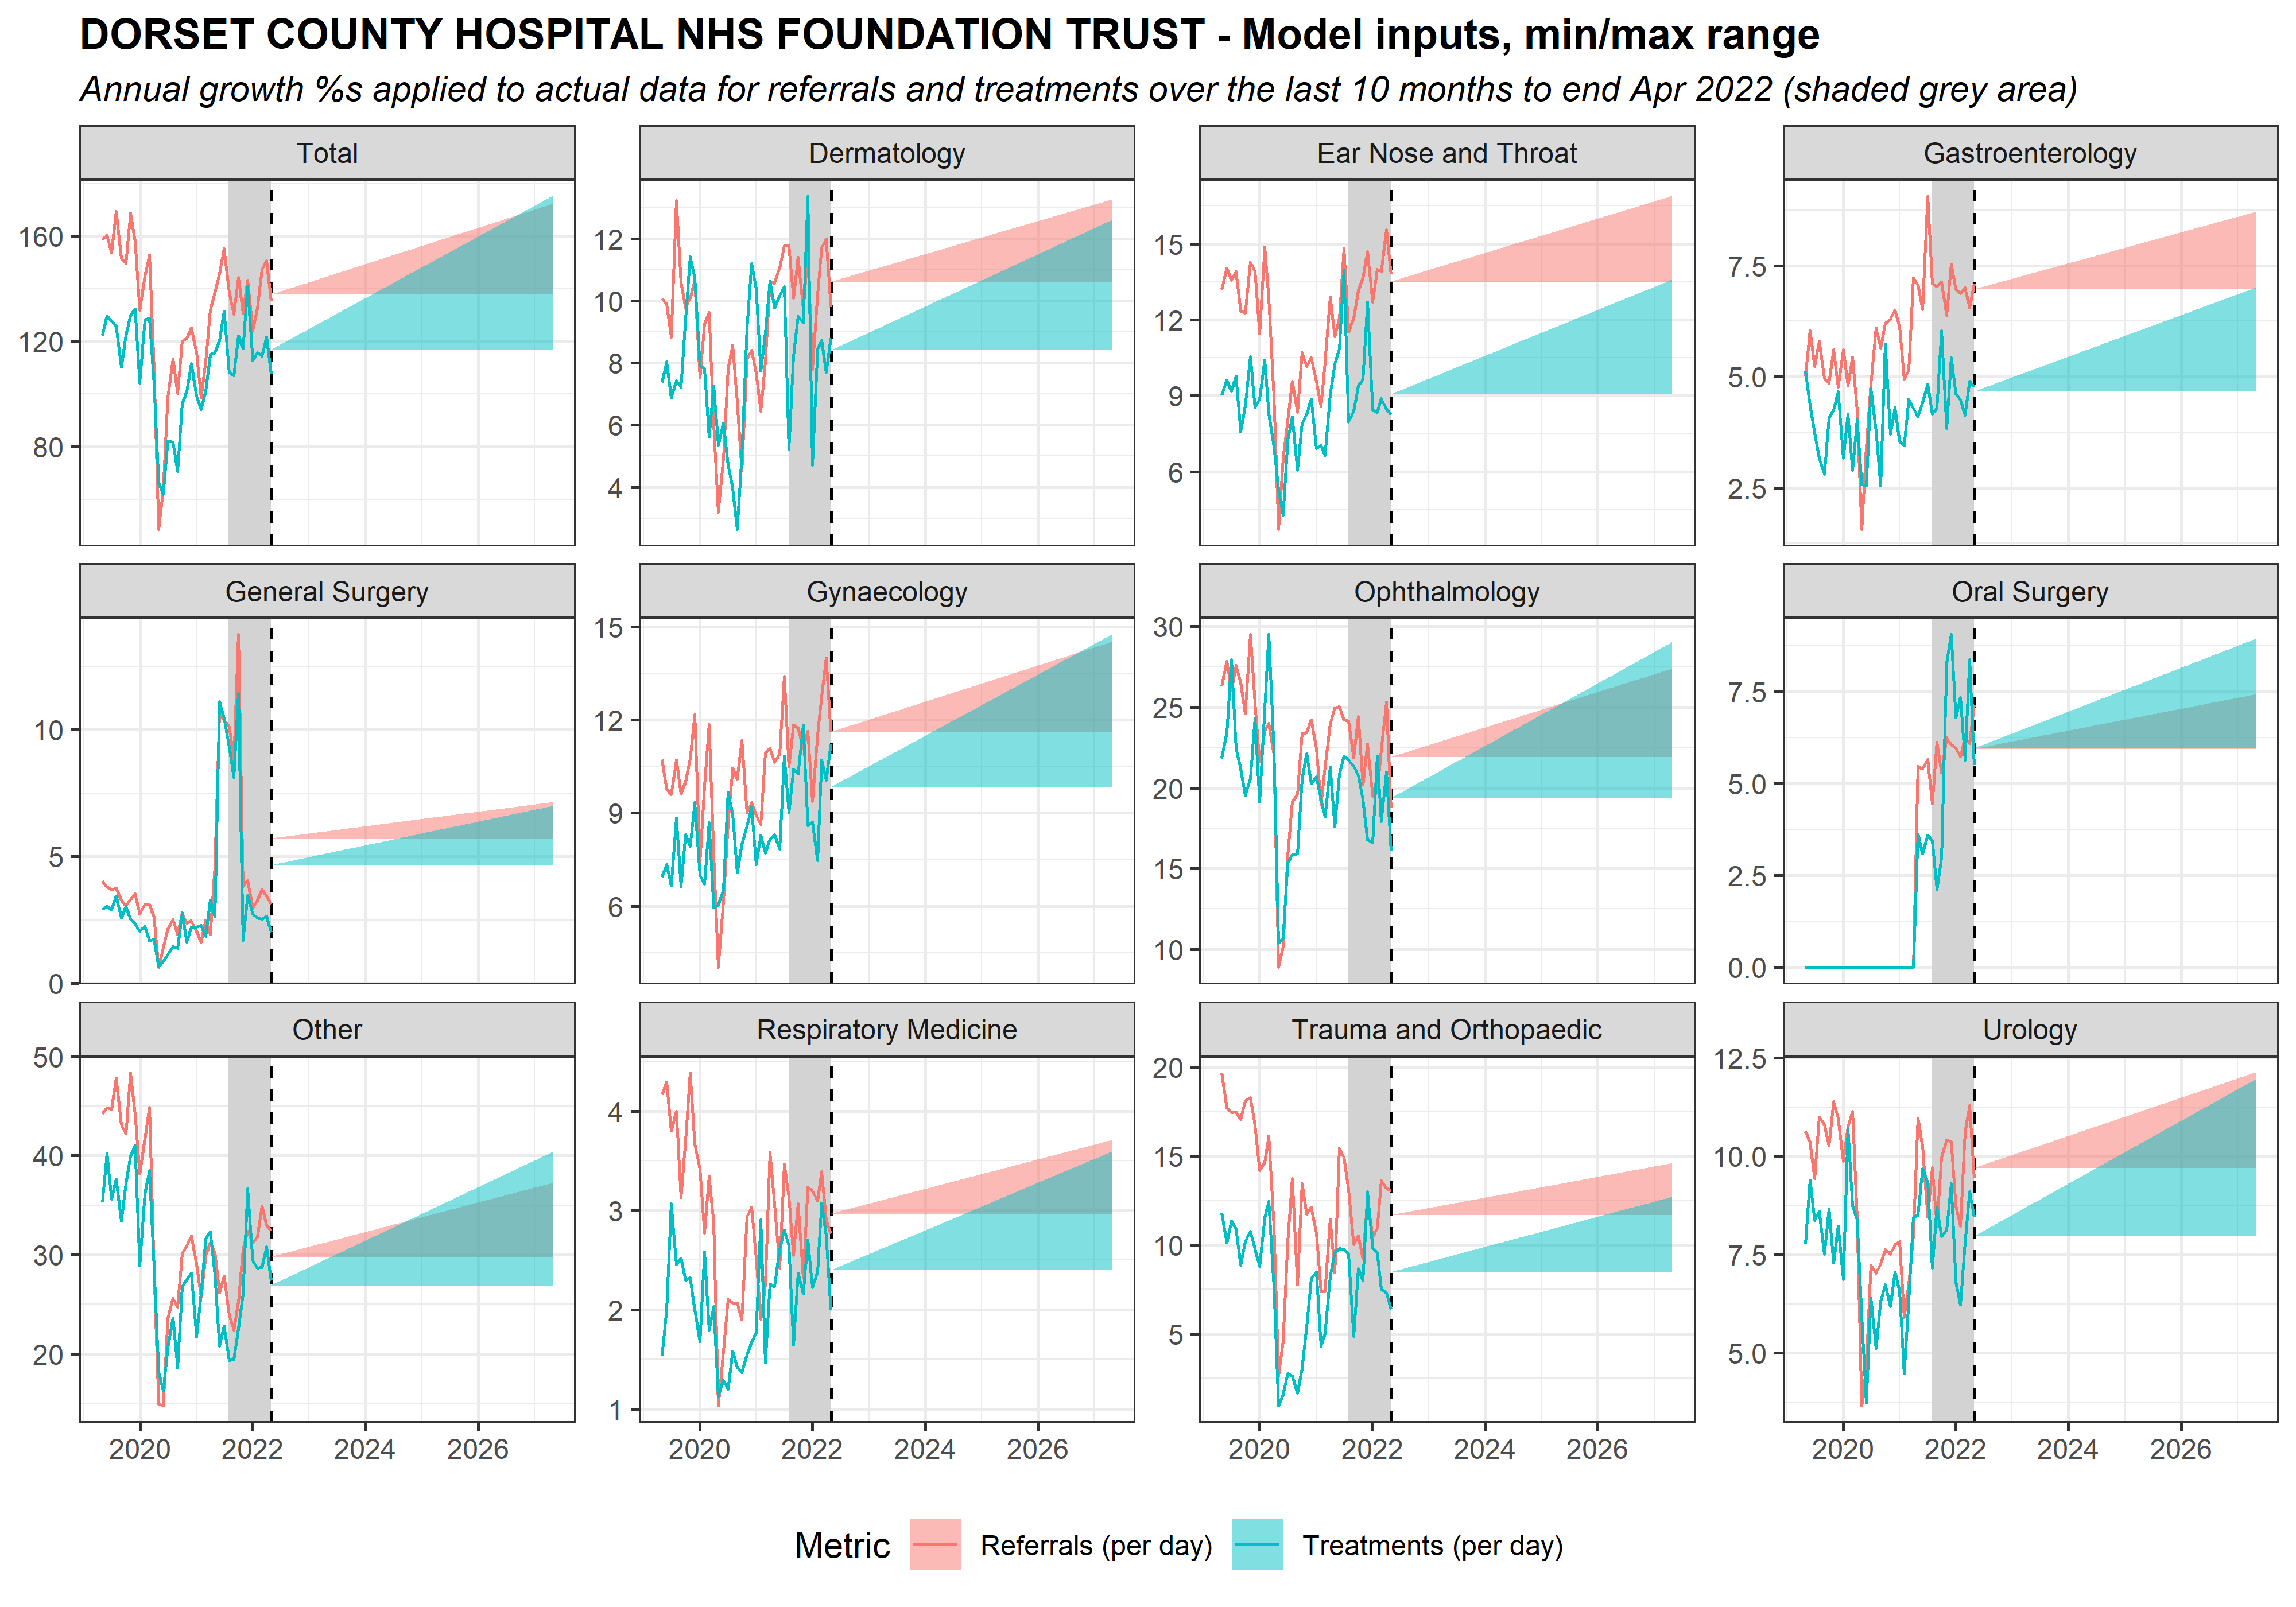 DORSET COUNTY HOSPITAL NHS FOUNDATION TRUST - Model inputs, min/max range
Annual growth %s applied to actual data for referrals and treatments over the last 10 months to end Apr 2022 (shaded grey area)
Total
Dermatology
Ear Nose and Throat
Gastroenterology
160
120
80
12
10
8
6
4
15
12
9
6
7.5
5.0
2.5
General Surgery
Gynaecology
Ophthalmology
Oral Surgery
10
5
0
15
12
9
6
30
25
20
15
10
7.5
5.0
2.5
0.0
Other
Respiratory Medicine
Trauma and Orthopaedic
Urology
50
40
30
20
4
3
2
1
20
15
10
5
12.5
10.0
7.5
5.0
2020 2022 2024 2026
2020 2022 2024 2026
2020 2022 2024 2026
2020 2022 2024 2026
Metric Referrals (per day) Treatments (per day)